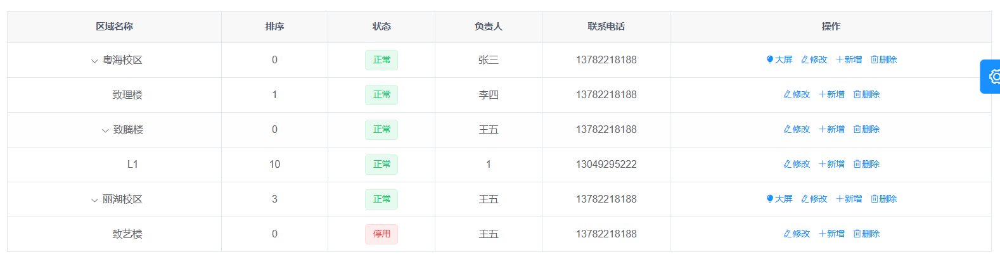 区域名称 排序 状态 负责人 联系电话 操作
粤海校区 0 正常 张三 13782218188 大屏 修改 新增 删除
致理楼 1 正常 李四 13782218188 修改 新增 删除
致腾楼 0 正常 王五 13782218188 修改 新增 删除
L1 10 正常 1 13049295222 修改 新增 删除
丽湖校区 3 正常 王五 13782218188 大屏 修改 新增 删除
致艺楼 0 停用 王五 13782218188 修改 新增 删除